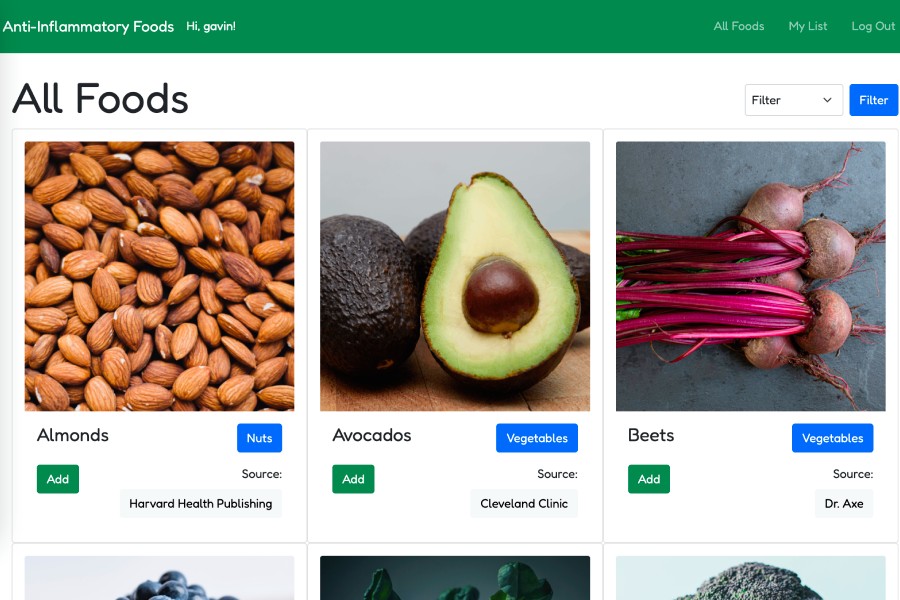 Anti-Inflammatory Foods Hi, gavin! All Foods My List Log Out
All Foods
Filter Filter
Almonds Nuts
Add Source:
Harvard Health Publishing
Avocados Vegetables
Add Source:
Cleveland Clinic
Beets Vegetables
Add Source:
Dr. Axe